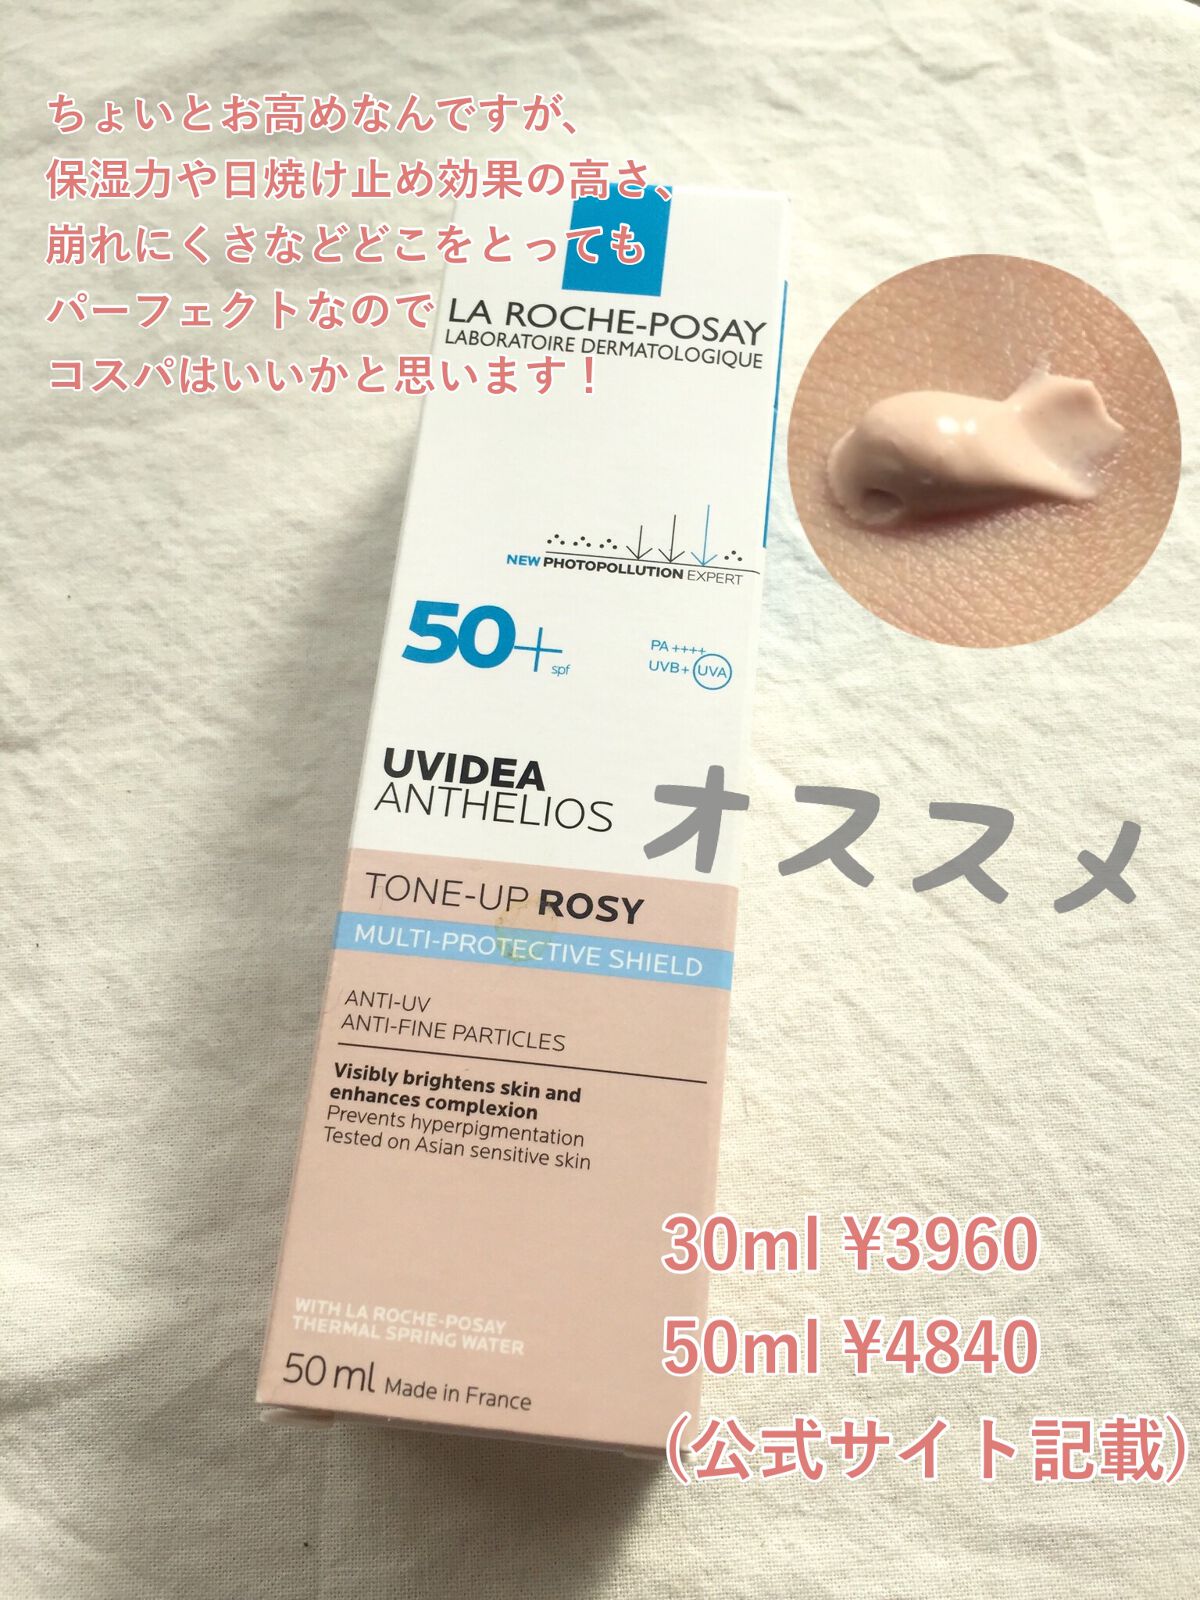 ちょいとお高めなんですが、
保湿力や日焼け止め効果の高さ、
崩れにくさなどどこをとっても
パーフェクトなので
コスパはいいかと思います！
LA ROCHE-POSAY
LABORATOIRE DERMATOLOGIQUE
NEW PHOTOPOLLUTION EXPERT
50+ spf
PA ++++
UVB+ UVA
UVIDEA
ANTHELIOS
オススメ
TONE-UP ROSY
MULTI-PROTECTIVE SHIELD
ANTI-UV
ANTI-FINE PARTICLES
Visibly brightens skin and
enhances complexion
Prevents hyperpigmentation
Tested on Asian sensitive skin
WITH LA ROCHE-POSAY
THERMAL SPRING WATER
50 ml Made in France
30ml ¥3960
50ml ¥4840
(公式サイト記載)